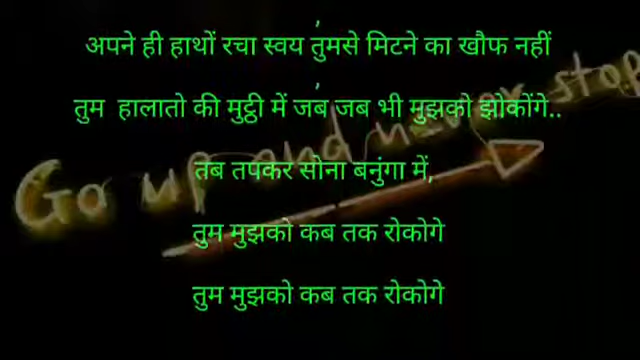 ,
अपने ही हाथों रचा स्वय तुमसे मिटने का खौफ नहीं
,
तुम हालातो की मुट्ठी में जब जब भी मुझको झोकोंगे..
Go up and never stop
तब तपकर सोना बनुंगा में,
तुम मुझको कब तक रोकोगे
तुम मुझको कब तक रोकोगे